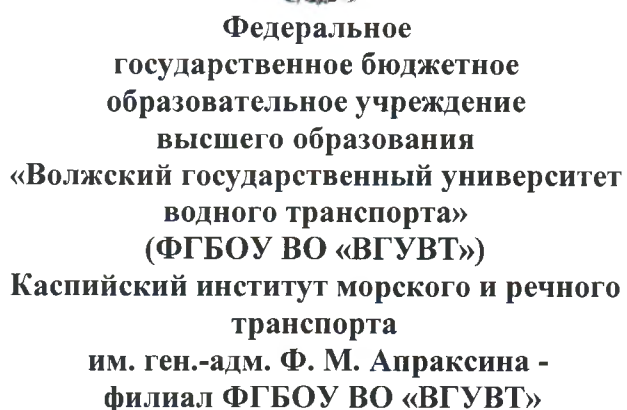 Федеральное
государственное бюджетное
образовательное учреждение
высшего образования
«Волжский государственный университет
водного транспорта»
(ФГБОУ ВО «ВГУВТ»)
Каспийский институт морского и речного
транспорта
им. ген.-адм. Ф. М. Апраксина -
филиал ФГБОУ ВО «ВГУВТ»